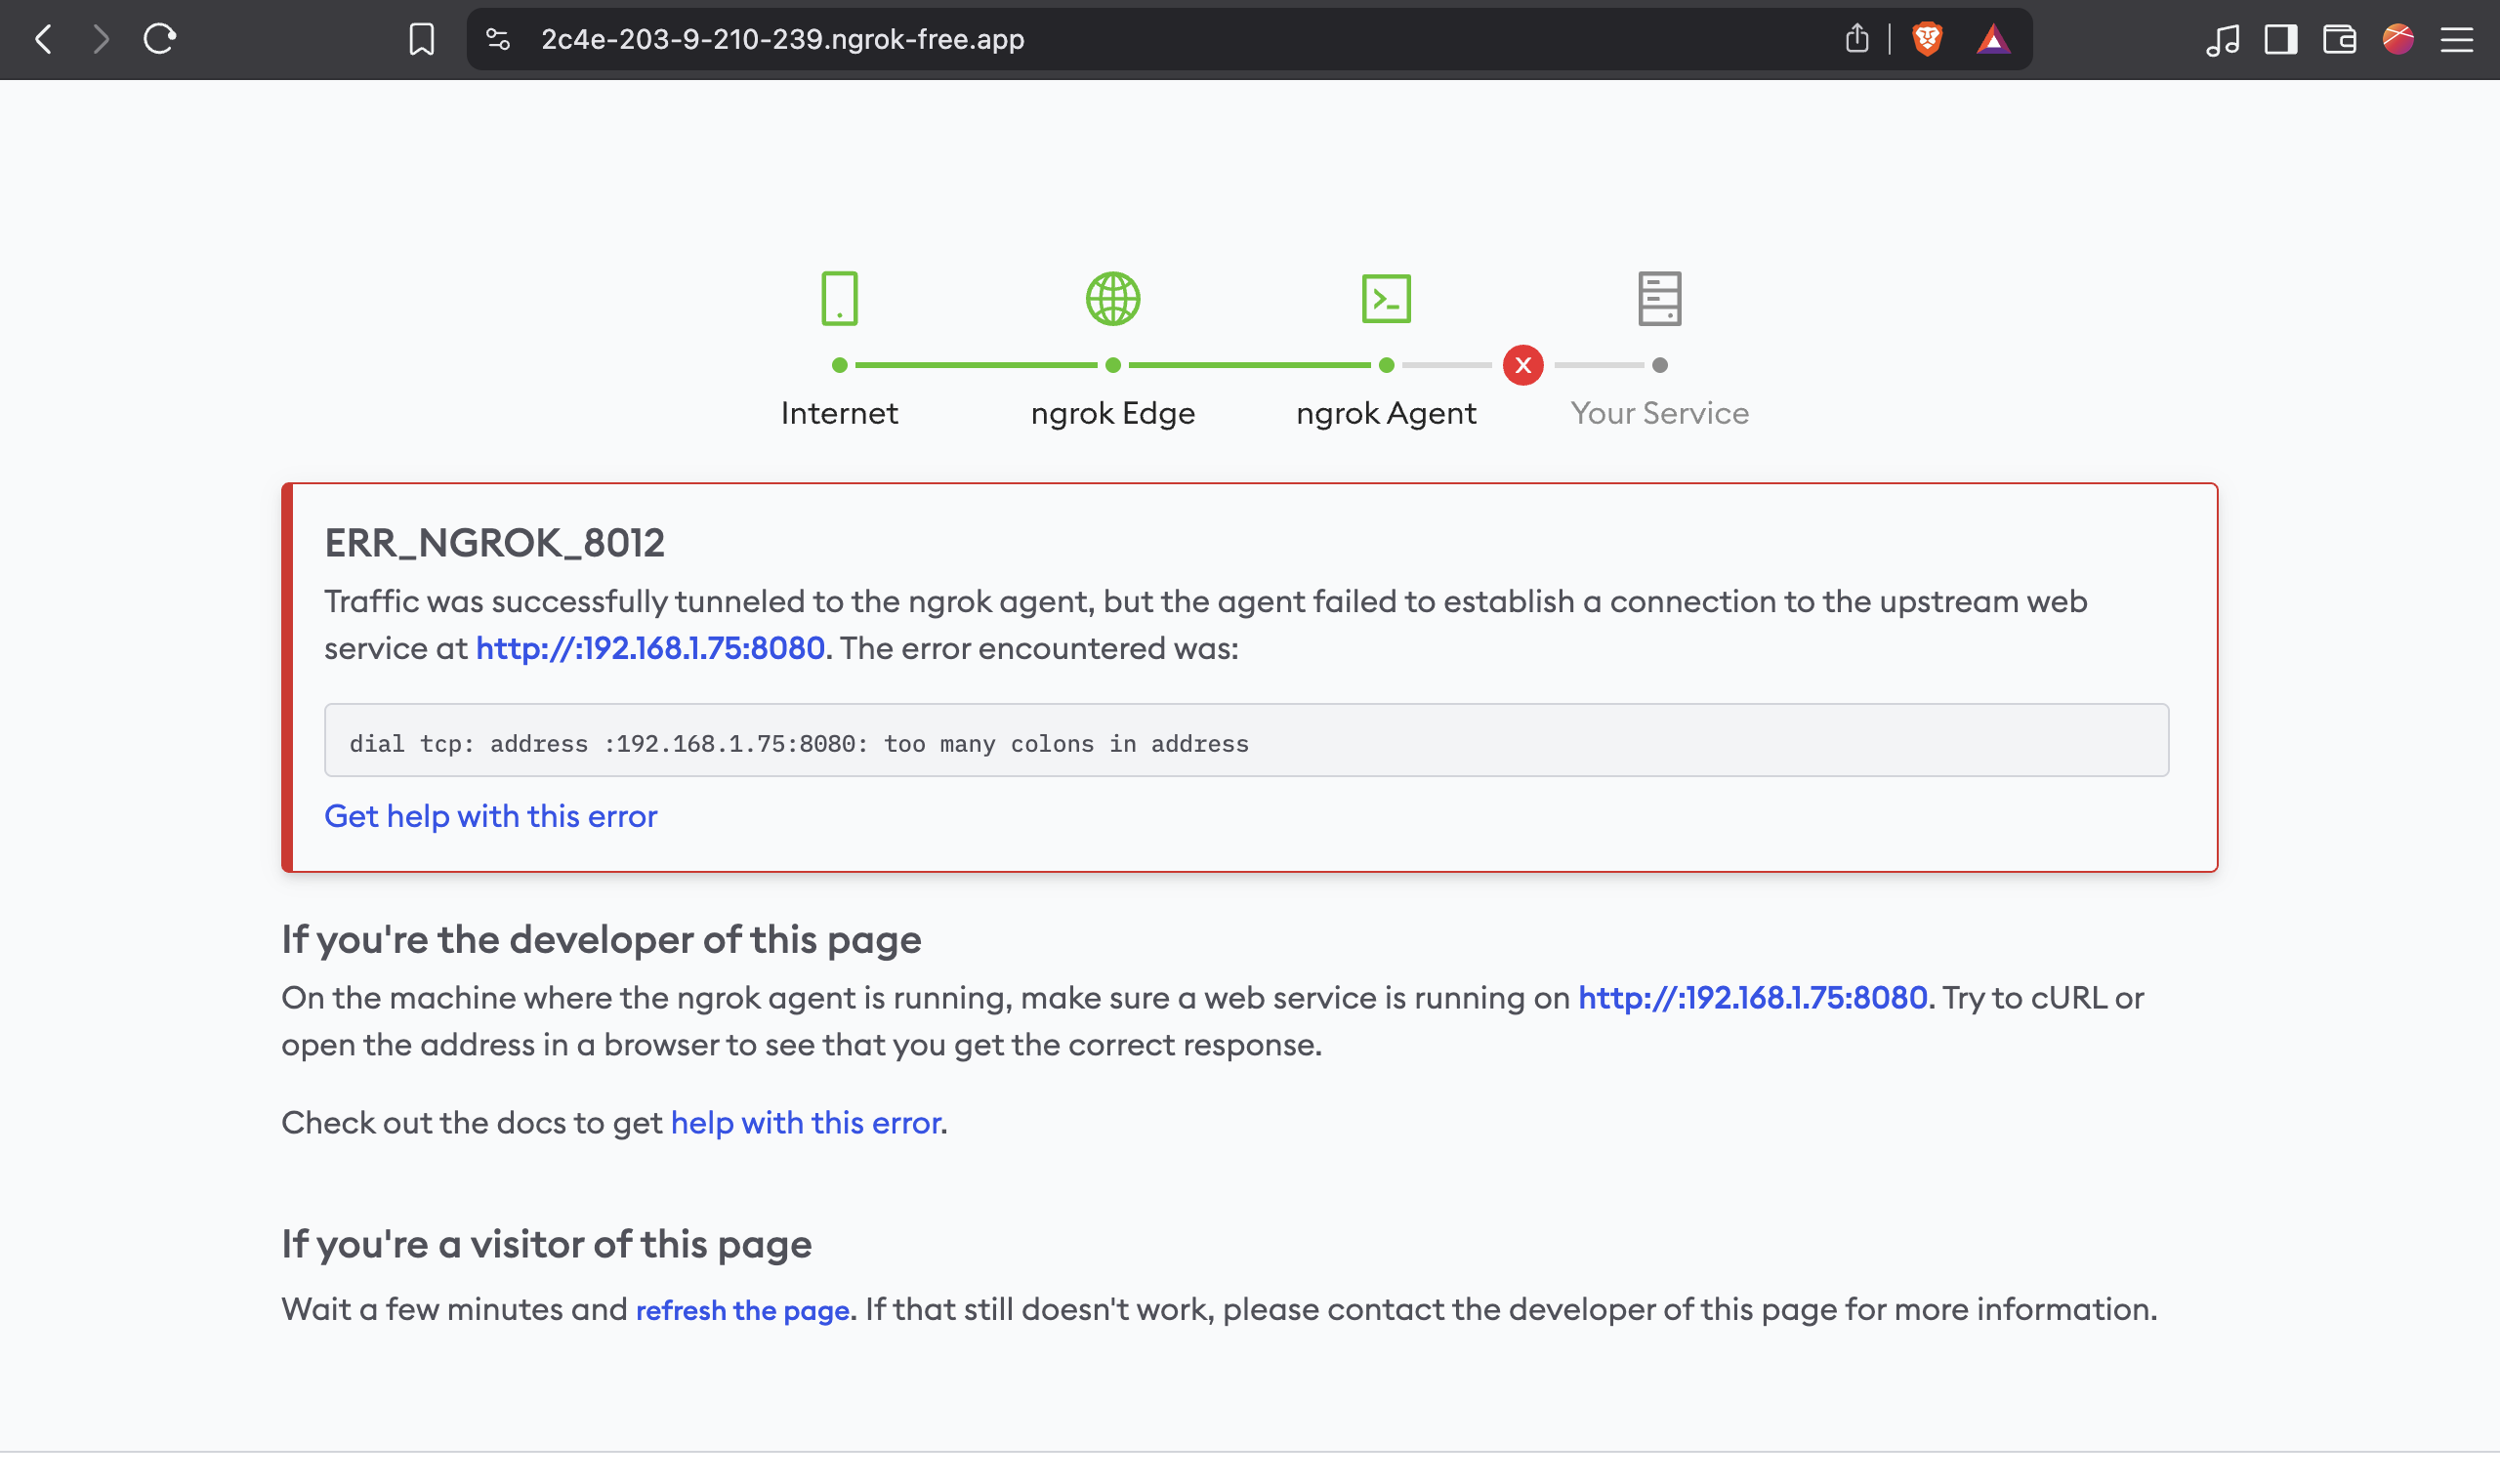 2c4e-203-9-210-239.ngrok-free.app
Internet
ngrok Edge
ngrok Agent
Your Service
ERR_NGROK_8012
Traffic was successfully tunneled to the ngrok agent, but the agent failed to establish a connection to the upstream web
service at http://:192.168.1.75:8080. The error encountered was:
dial tcp: address :192.168.1.75:8080: too many colons in address
Get help with this error
If you're the developer of this page
On the machine where the ngrok agent is running, make sure a web service is running on http://:192.168.1.75:8080. Try to cURL or
open the address in a browser to see that you get the correct response.
Check out the docs to get help with this error.
If you're a visitor of this page
Wait a few minutes and refresh the page. If that still doesn't work, please contact the developer of this page for more information.